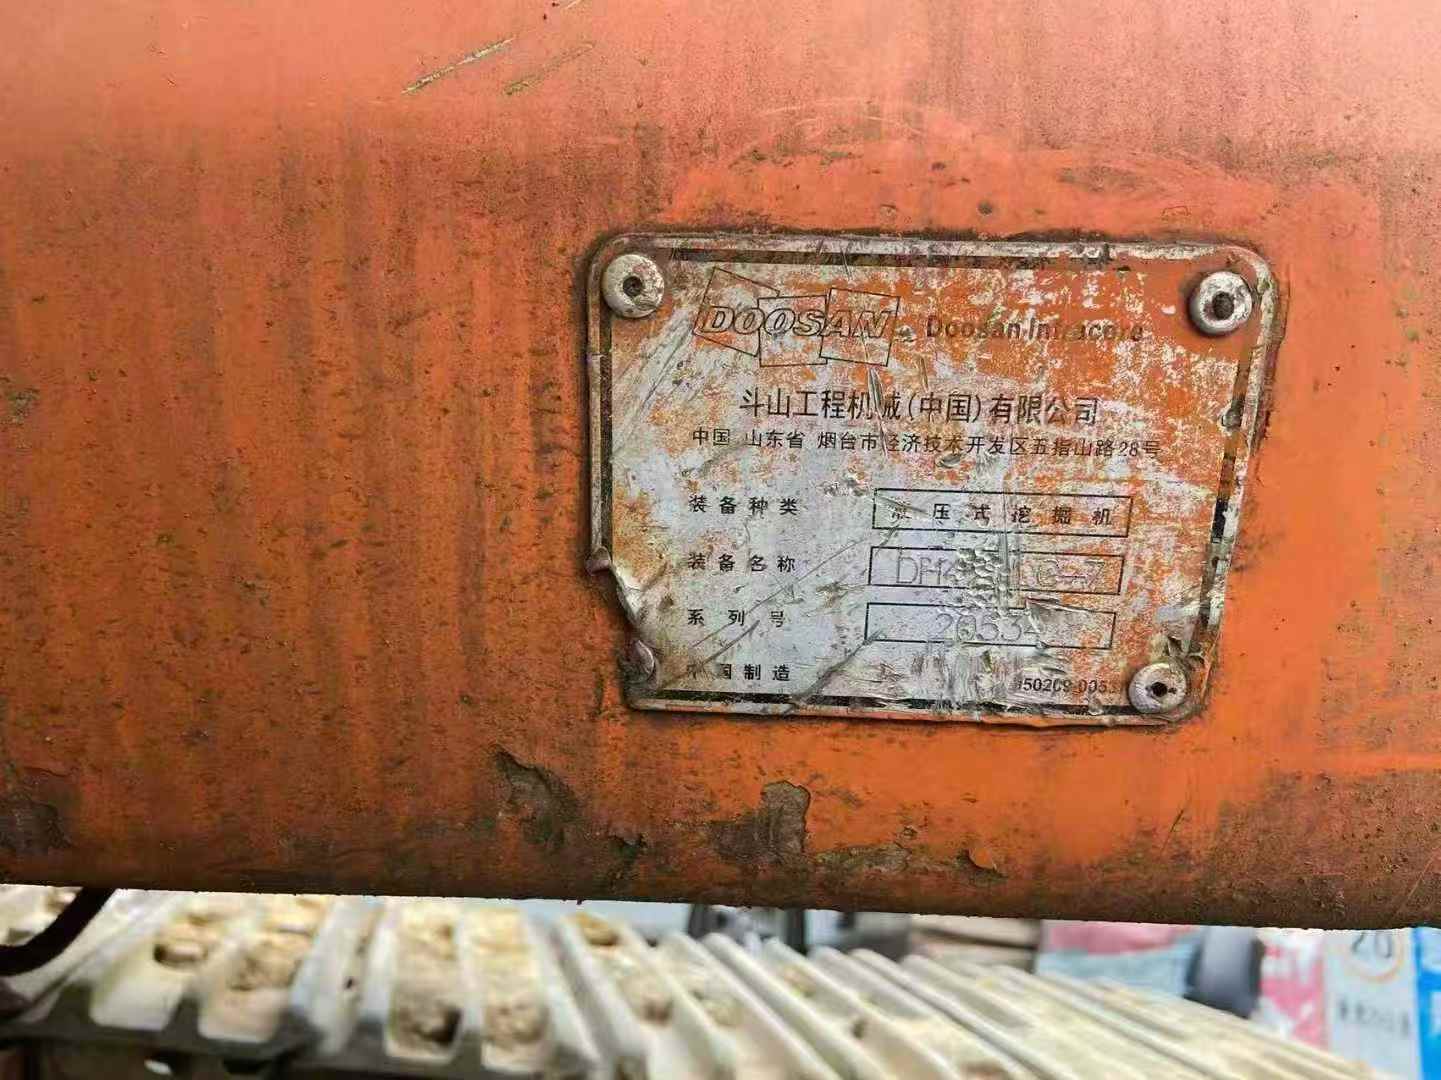 DOOSAN Doosan Infracore
斗山工程机械(中国)有限公司
中国 山东省 烟台市经济技术开发区五指山路28号
装备种类 液压式挖掘机
装备名称
系列号 20534
中国制造
20